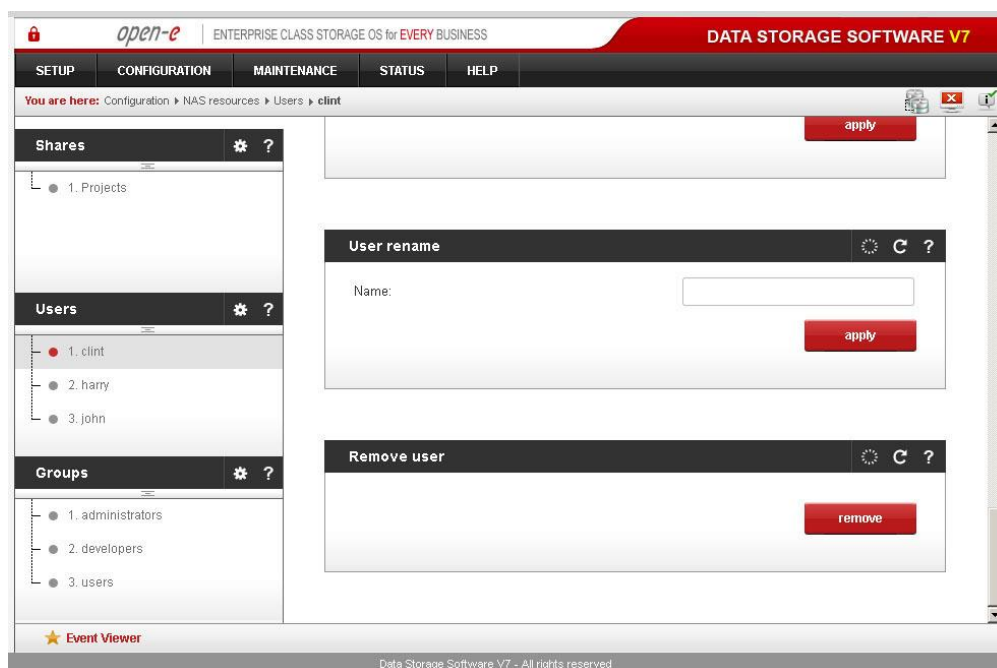 open-e ENTERPRISE CLASS STORAGE OS for EVERY BUSINESS DATA STORAGE SOFTWARE V7
SETUP CONFIGURATION MAINTENANCE STATUS HELP
You are here: Configuration NAS resources Users clint
Shares ?
1. Projects
Users ?
1. clint
2. harry
3. john
Groups ?
1. administrators
2. developers
3. users
apply
User rename ?
Name:
apply
Remove user ?
remove
Event Viewer
Data Storage Software V7 - All rights reserved